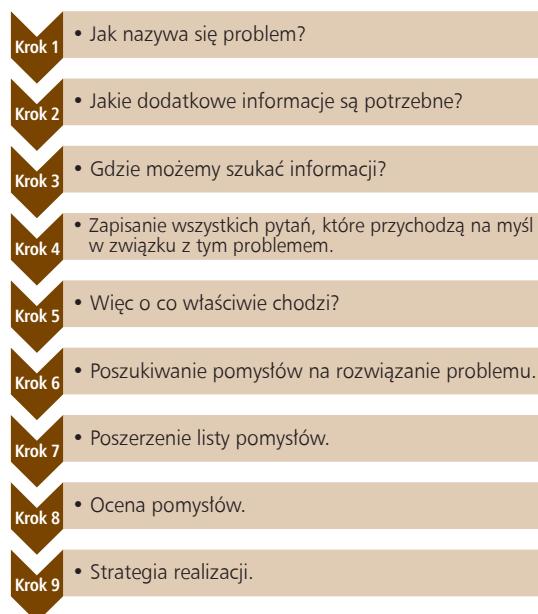 Krok 1 • Jak nazywa się problem?
Krok 2 • Jakie dodatkowe informacje są potrzebne?
Krok 3 • Gdzie możemy szukać informacji?
Krok 4 • Zapisanie wszystkich pytań, które przychodzą na myśl
w związku z tym problemem.
Krok 5 • Więc o co właściwie chodzi?
Krok 6 • Poszukiwanie pomysłów na rozwiązanie problemu.
Krok 7 • Poszerzenie listy pomysłów.
Krok 8 • Ocena pomysłów.
Krok 9 • Strategia realizacji.